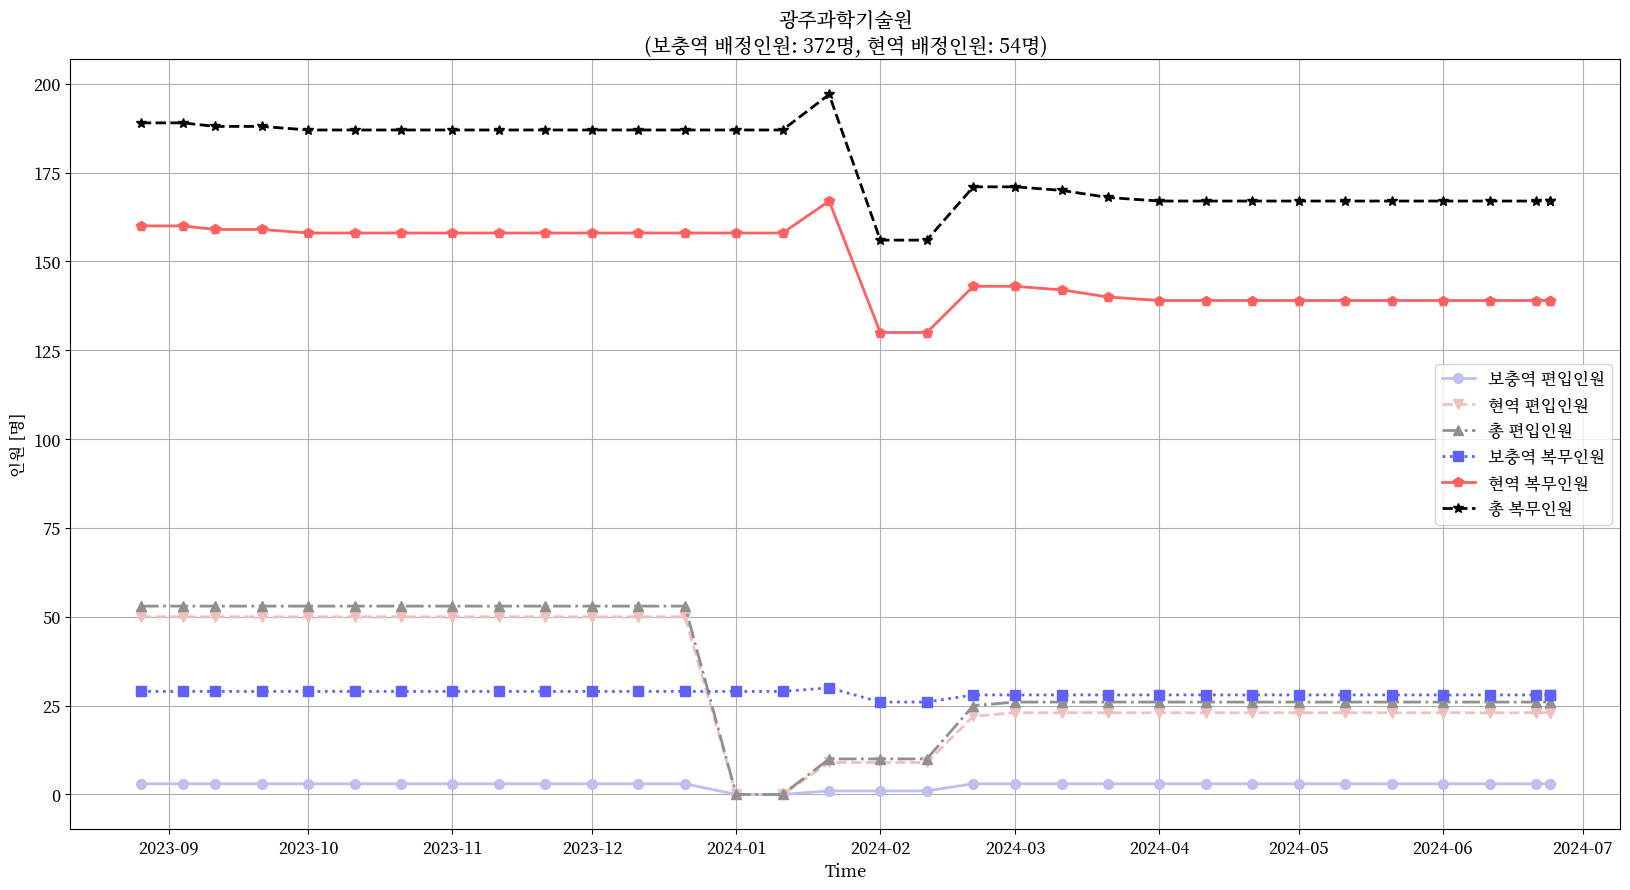 광주과학기술원
(보충역 배정인원: 372명, 현역 배정인원: 54명)
200
175
150
125
100
75
50
25
0
인원 [명]
보충역 편입인원
현역 편입인원
총 편입인원
보충역 복무인원
현역 복무인원
총 복무인원
2023-09
2023-10
2023-11
2023-12
2024-01
2024-02
2024-03
2024-04
2024-05
2024-06
2024-07
Time